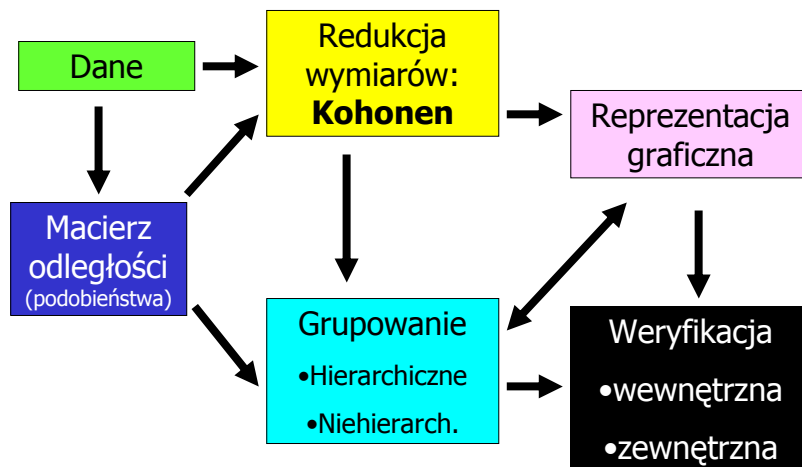 Dane
Redukcja
wymiarów:
Kohonen
Reprezentacja
graficzna
Macierz
odległości
(podobieństwa)
Grupowanie
•Hierarchiczne
•Niehierarch.
Weryfikacja
•wewnętrzna
•zewnętrzna